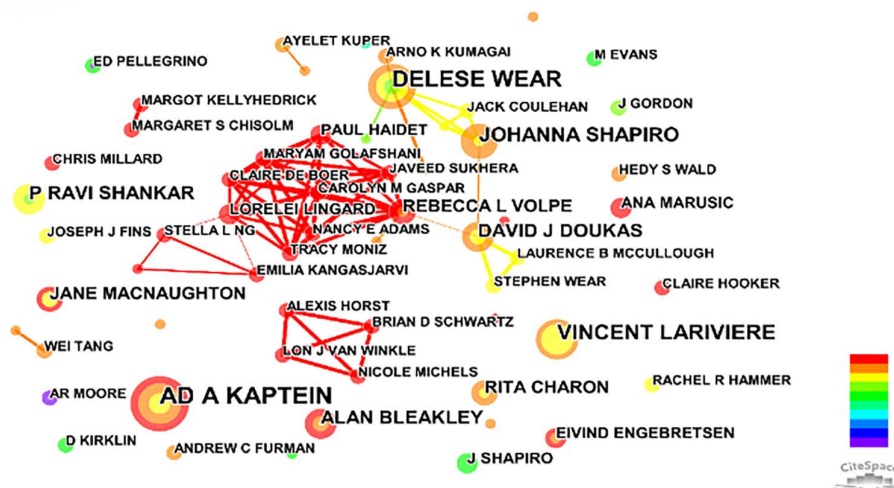 AYELET KUPER
ARNO K KUMAGAI
M EVANS
ED PELLEGRINO
DELESE WEAR
MARGOT KELLYHEDRICK
JACK COULEHAN
J GORDON
MARGARET S CHISOLM
PAUL HAIDET
JOHANNA SHAPIRO
CHRIS MILLARD
MARYAM GOLAFSHANI
JAVEED SUKHERA
HEDY S WALD
CLAIRE DE BOER
CAROLYN M GASPAR
P RAVI SHANKAR
LORELEI LINGARD
REBECCA L VOLPE
ANA MARUSIC
JOSEPH J FINS
STELLA L NG
NANCY E ADAMS
DAVID J DOUKAS
TRACY MONIZ
LAURENCE B MCCULLOUGH
EMILIA KANGASJARVI
STEPHEN WEAR
CLAIRE HOOKER
JANE MACNAUGHTON
ALEXIS HORST
BRIAN D SCHWARTZ
VINCENT LARIVIERE
WEI TANG
LON J VAN WINKLE
NICOLE MICHELS
AR MOORE
AD A KAPTEIN
RITA CHARON
RACHEL R HAMMER
ALAN BLEAKLEY
EIVIND ENGEBRETSEN
D KIRKLIN
ANDREW C FURMAN
J SHAPIRO
CiteSpace